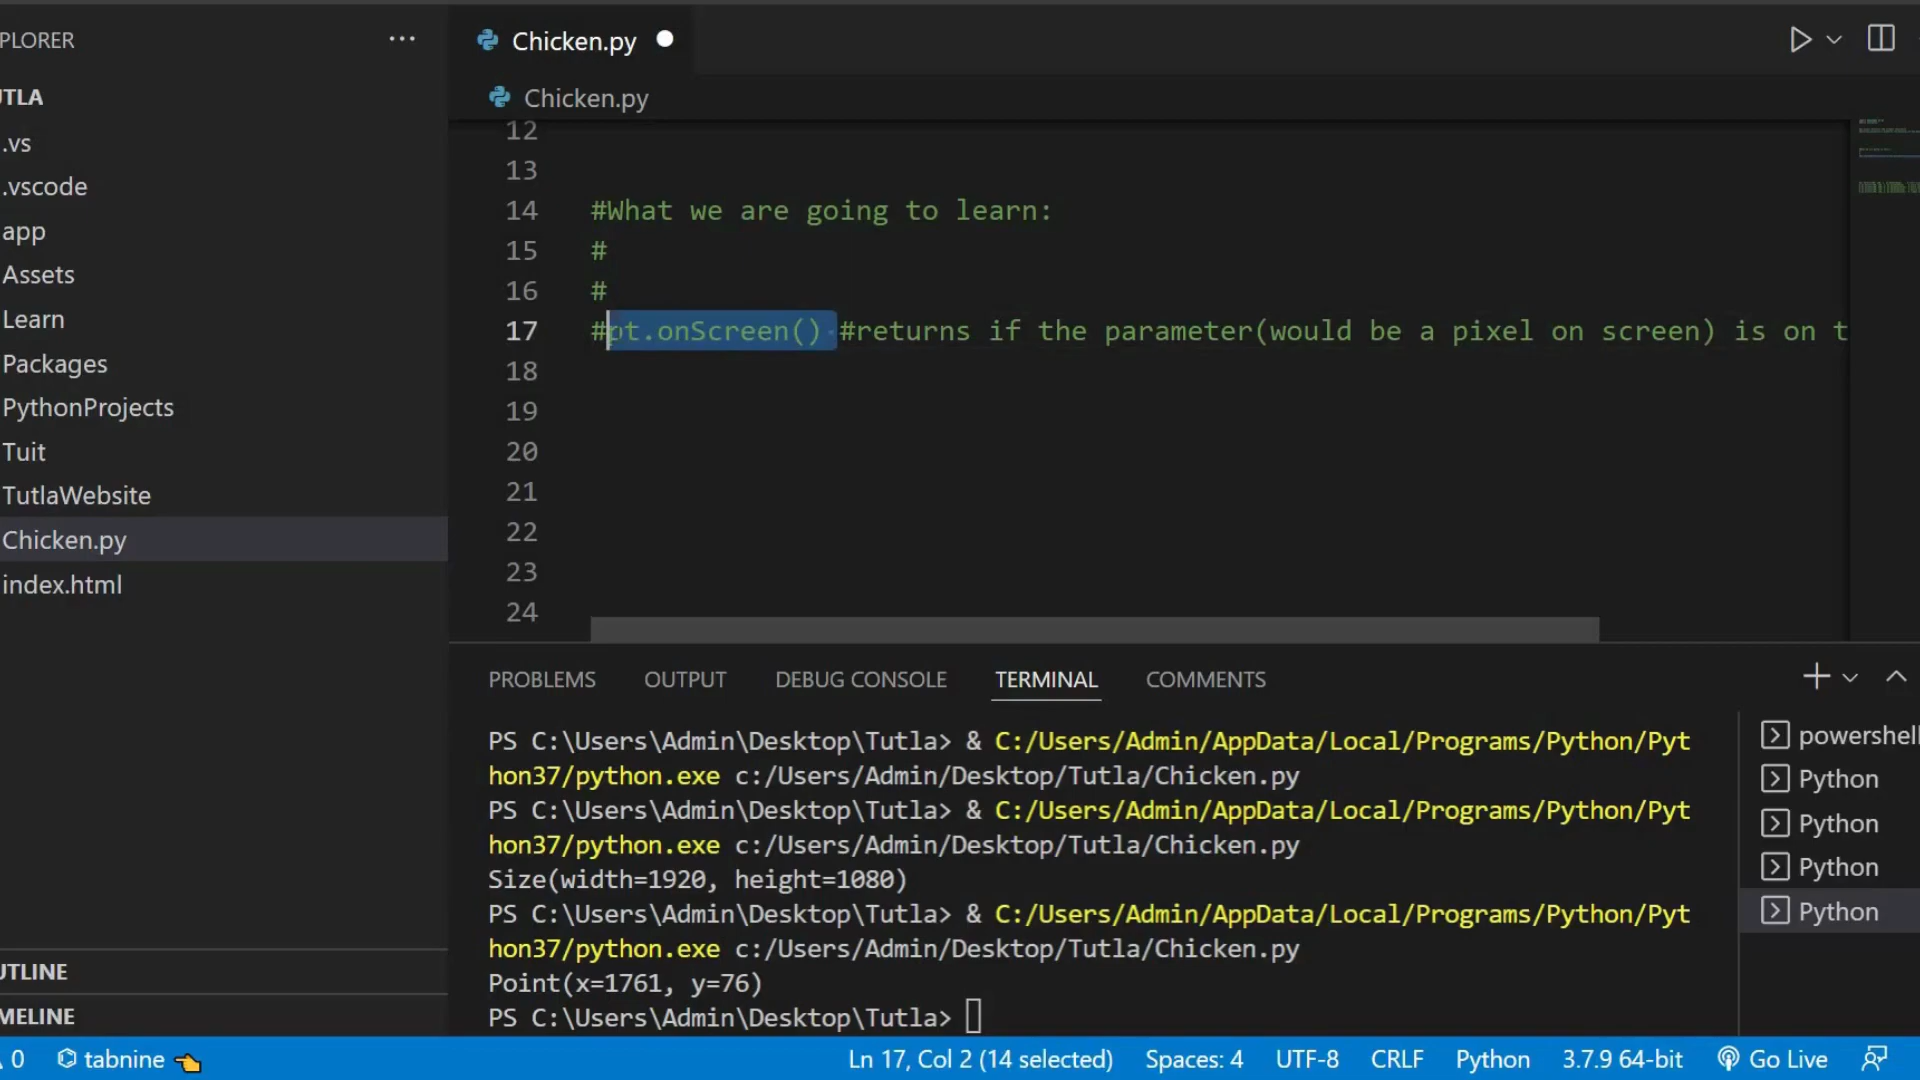 PLORER
···
TLA
.vs
.vscode
app
Assets
Learn
Packages
PythonProjects
Tuit
TutlaWebsite
Chicken.py
index.html
UTLINE
MELINE
Chicken.py
Chicken.py
12
13
14 #What we are going to learn:
15 #
16 #
17 #pt.onScreen() #returns if the parameter(would be a pixel on screen) is on t
18
19
20
21
22
23
24
PROBLEMS OUTPUT DEBUG CONSOLE TERMINAL COMMENTS
PS C:\Users\Admin\Desktop\Tutla> & C:/Users/Admin/AppData/Local/Programs/Python/Pyt
hon37/python.exe c:/Users/Admin/Desktop/Tutla/Chicken.py
PS C:\Users\Admin\Desktop\Tutla> & C:/Users/Admin/AppData/Local/Programs/Python/Pyt
hon37/python.exe c:/Users/Admin/Desktop/Tutla/Chicken.py
Size(width=1920, height=1080)
PS C:\Users\Admin\Desktop\Tutla> & C:/Users/Admin/AppData/Local/Programs/Python/Pyt
hon37/python.exe c:/Users/Admin/Desktop/Tutla/Chicken.py
Point(x=1761, y=76)
PS C:\Users\Admin\Desktop\Tutla>
powershell
Python
Python
Python
Python
0 tabnine Ln 17, Col 2 (14 selected) Spaces: 4 UTF-8 CRLF Python 3.7.9 64-bit Go Live